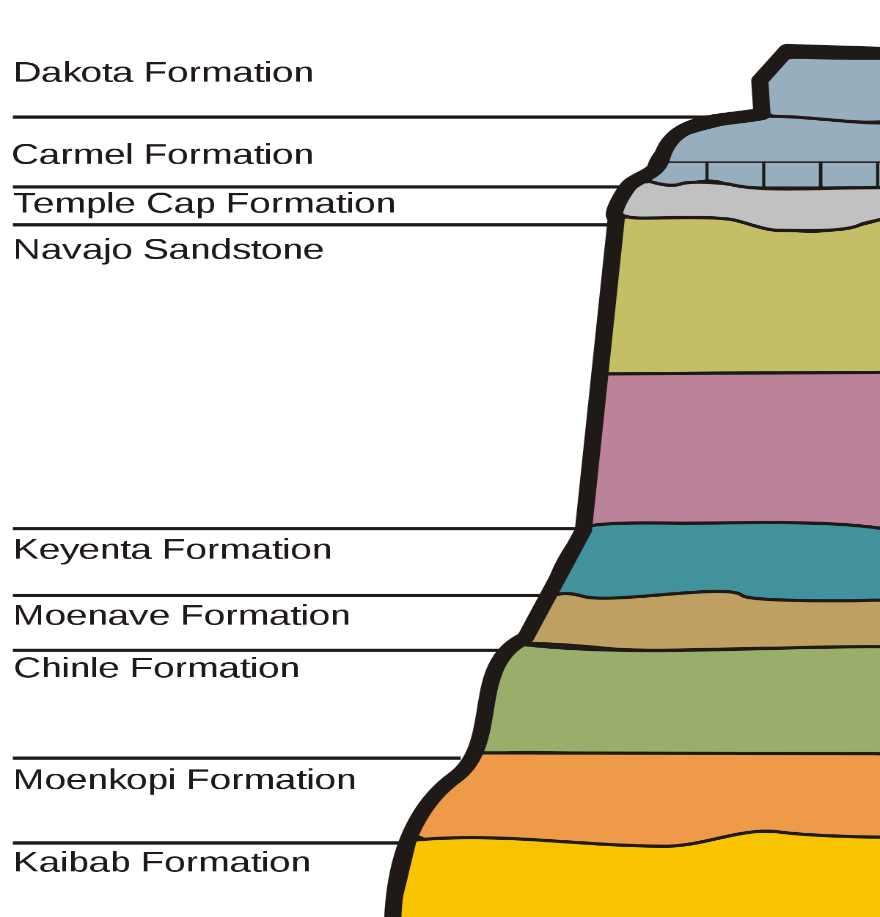 Dakota Formation
Carmel Formation
Temple Cap Formation
Navajo Sandstone
Keyenta Formation
Moenave Formation
Chinle Formation
Moenkopi Formation
Kaibab Formation